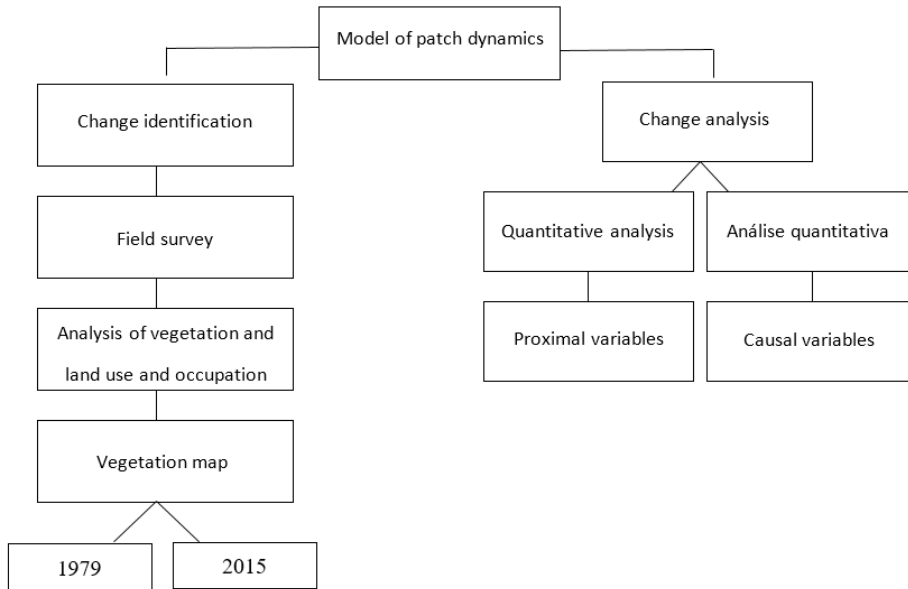 Model of patch dynamics
Change identification
Change analysis
Field survey
Quantitative analysis
Análise quantitativa
Analysis of vegetation and
land use and occupation
Proximal variables
Causal variables
Vegetation map
1979
2015